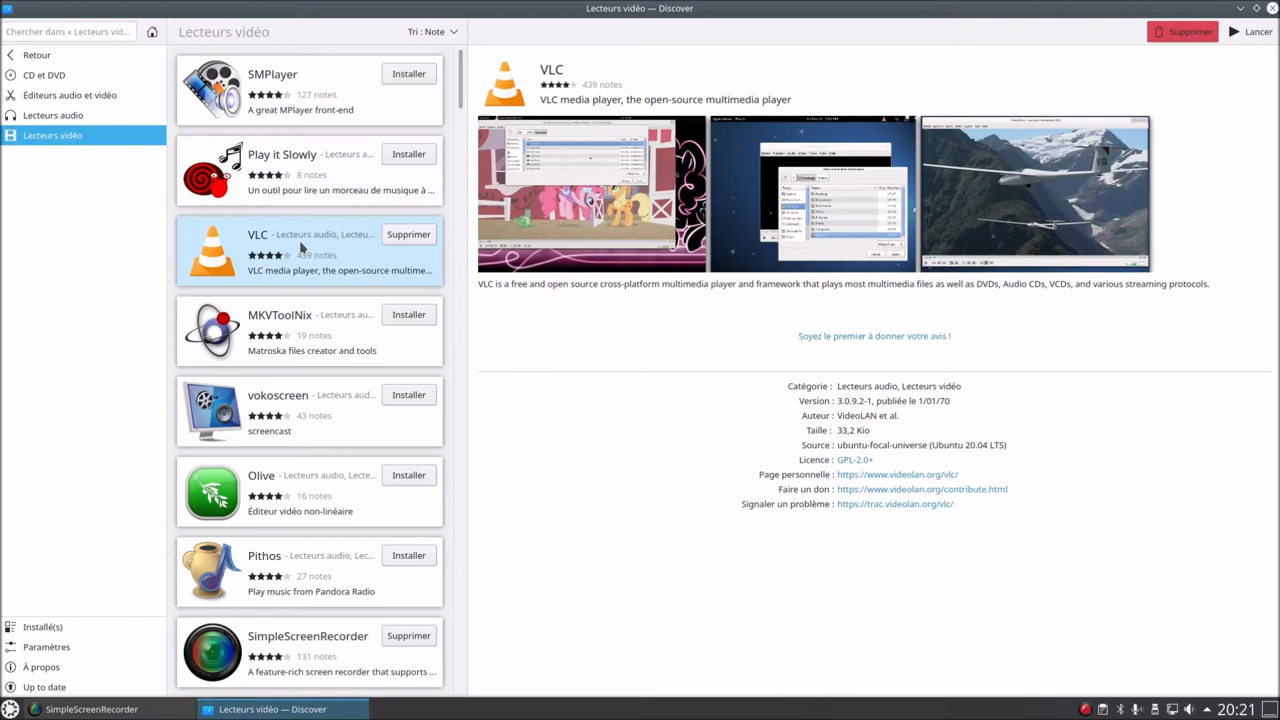 Lecteurs vidéo — Discover
Chercher dans « Lecteurs vid...
Retour
CD et DVD
Éditeurs audio et vidéo
Lecteurs audio
Lecteurs vidéo
Installé(s)
Paramètres
À propos
Up to date
Lecteurs vidéo
Tri : Note
SMPlayer
Installer
127 notes
A great MPlayer front-end
Play it Slowly - Lecteurs a...
Installer
8 notes
Un outil pour lire un morceau de musique à ...
VLC - Lecteurs audio, Lecteu...
Supprimer
439 notes
VLC media player, the open-source multime...
MKVToolNix - Lecteurs au...
Installer
19 notes
Matroska files creator and tools
vokoscreen - Lecteurs aud...
Installer
43 notes
screencast
Olive - Lecteurs audio, Lecte...
Installer
16 notes
Éditeur vidéo non-linéaire
Pithos - Lecteurs audio, Lec...
Installer
27 notes
Play music from Pandora Radio
SimpleScreenRecorder
Supprimer
131 notes
A feature-rich screen recorder that supports ...
Supprimer
Lancer
VLC
439 notes
VLC media player, the open-source multimedia player
VLC is a free and open source cross-platform multimedia player and framework that plays most multimedia files as well as DVDs, Audio CDs, VCDs, and various streaming protocols.
Soyez le premier à donner votre avis !
Catégorie : Lecteurs audio, Lecteurs vidéo
Version : 3.0.9.2-1, publiée le 1/01/70
Auteur : VideoLAN et al.
Taille : 33,2 Kio
Source : ubuntu-focal-universe (Ubuntu 20.04 LTS)
Licence : GPL-2.0+
Page personnelle : https://www.videolan.org/vlc/
Faire un don : https://www.videolan.org/contribute.html
Signaler un problème : https://trac.videolan.org/vlc/
SimpleScreenRecorder
Lecteurs vidéo — Discover
20:21